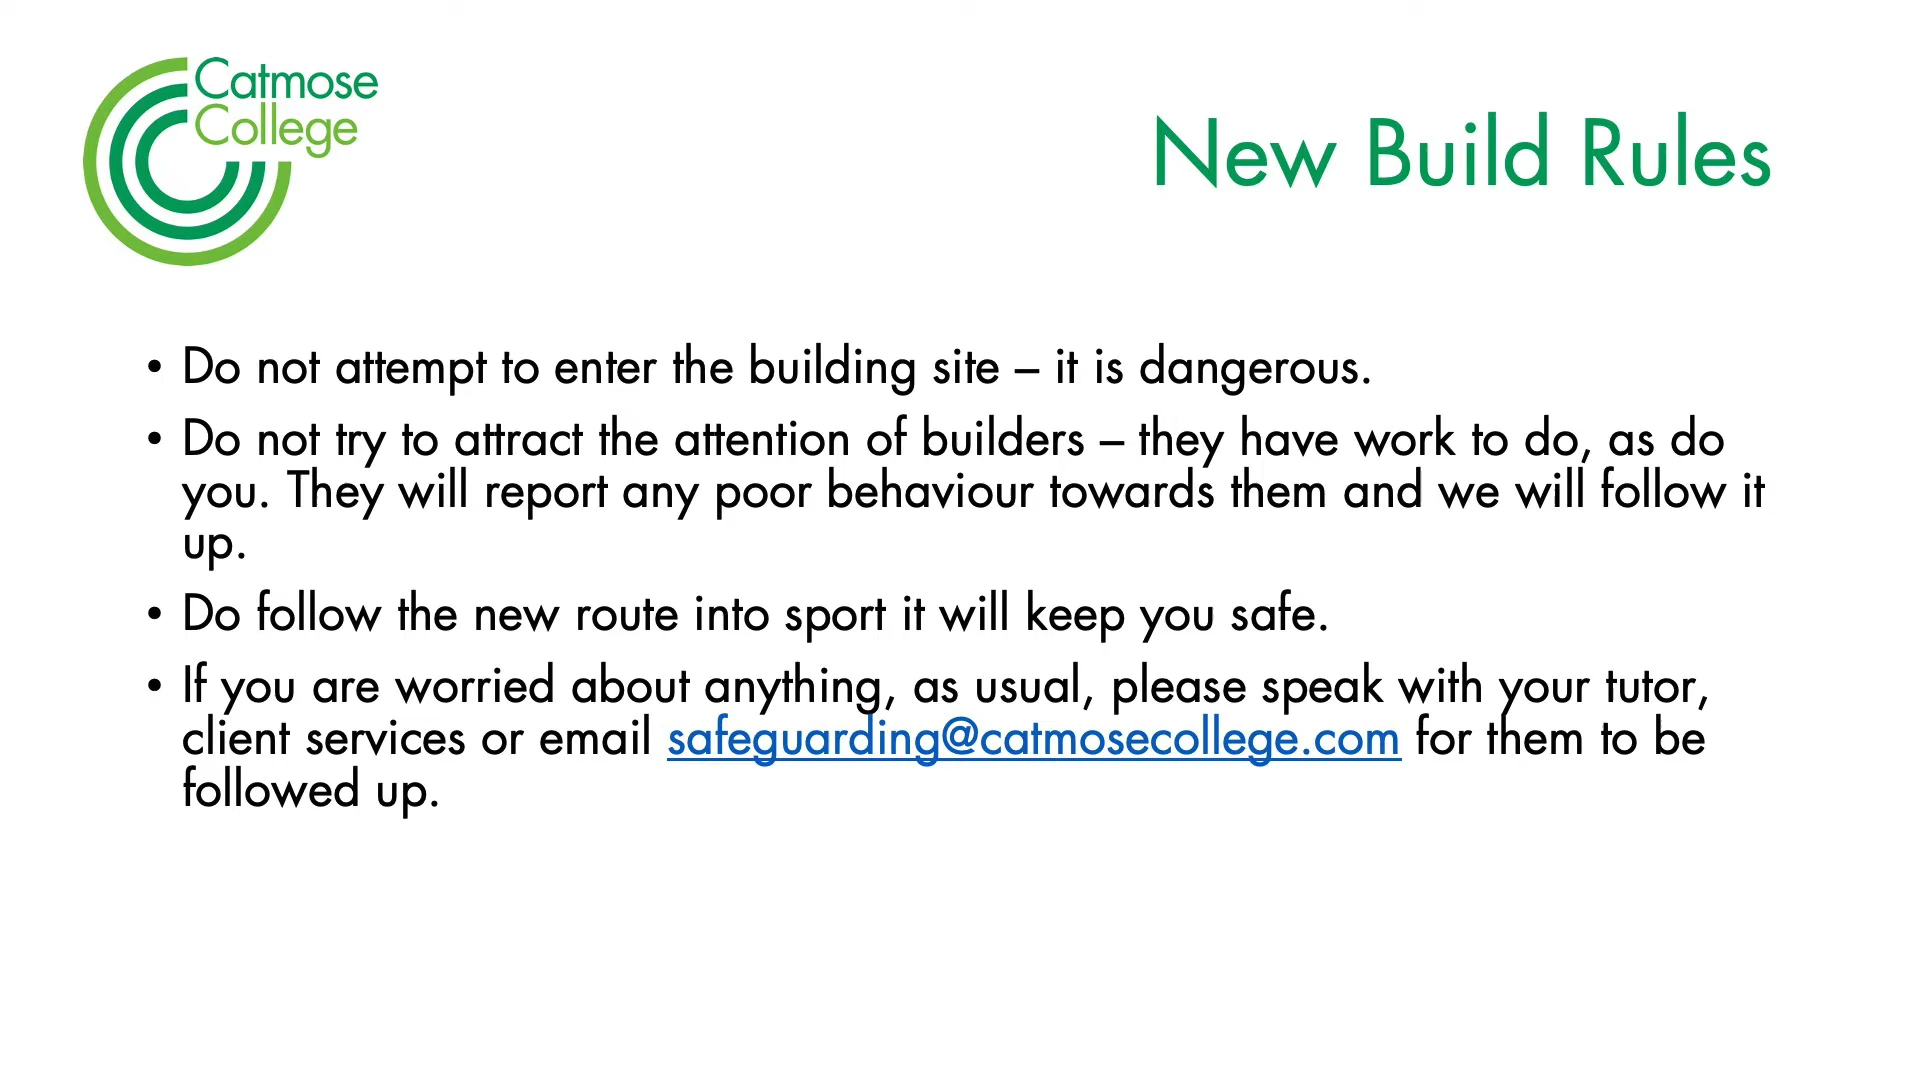 Catmose
College
New Build Rules
• Do not attempt to enter the building site – it is dangerous.
• Do not try to attract the attention of builders – they have work to do, as do
you. They will report any poor behaviour towards them and we will follow it
up.
• Do follow the new route into sport it will keep you safe.
• If you are worried about anything, as usual, please speak with your tutor,
client services or email safeguarding@catmosecollege.com for them to be
followed up.